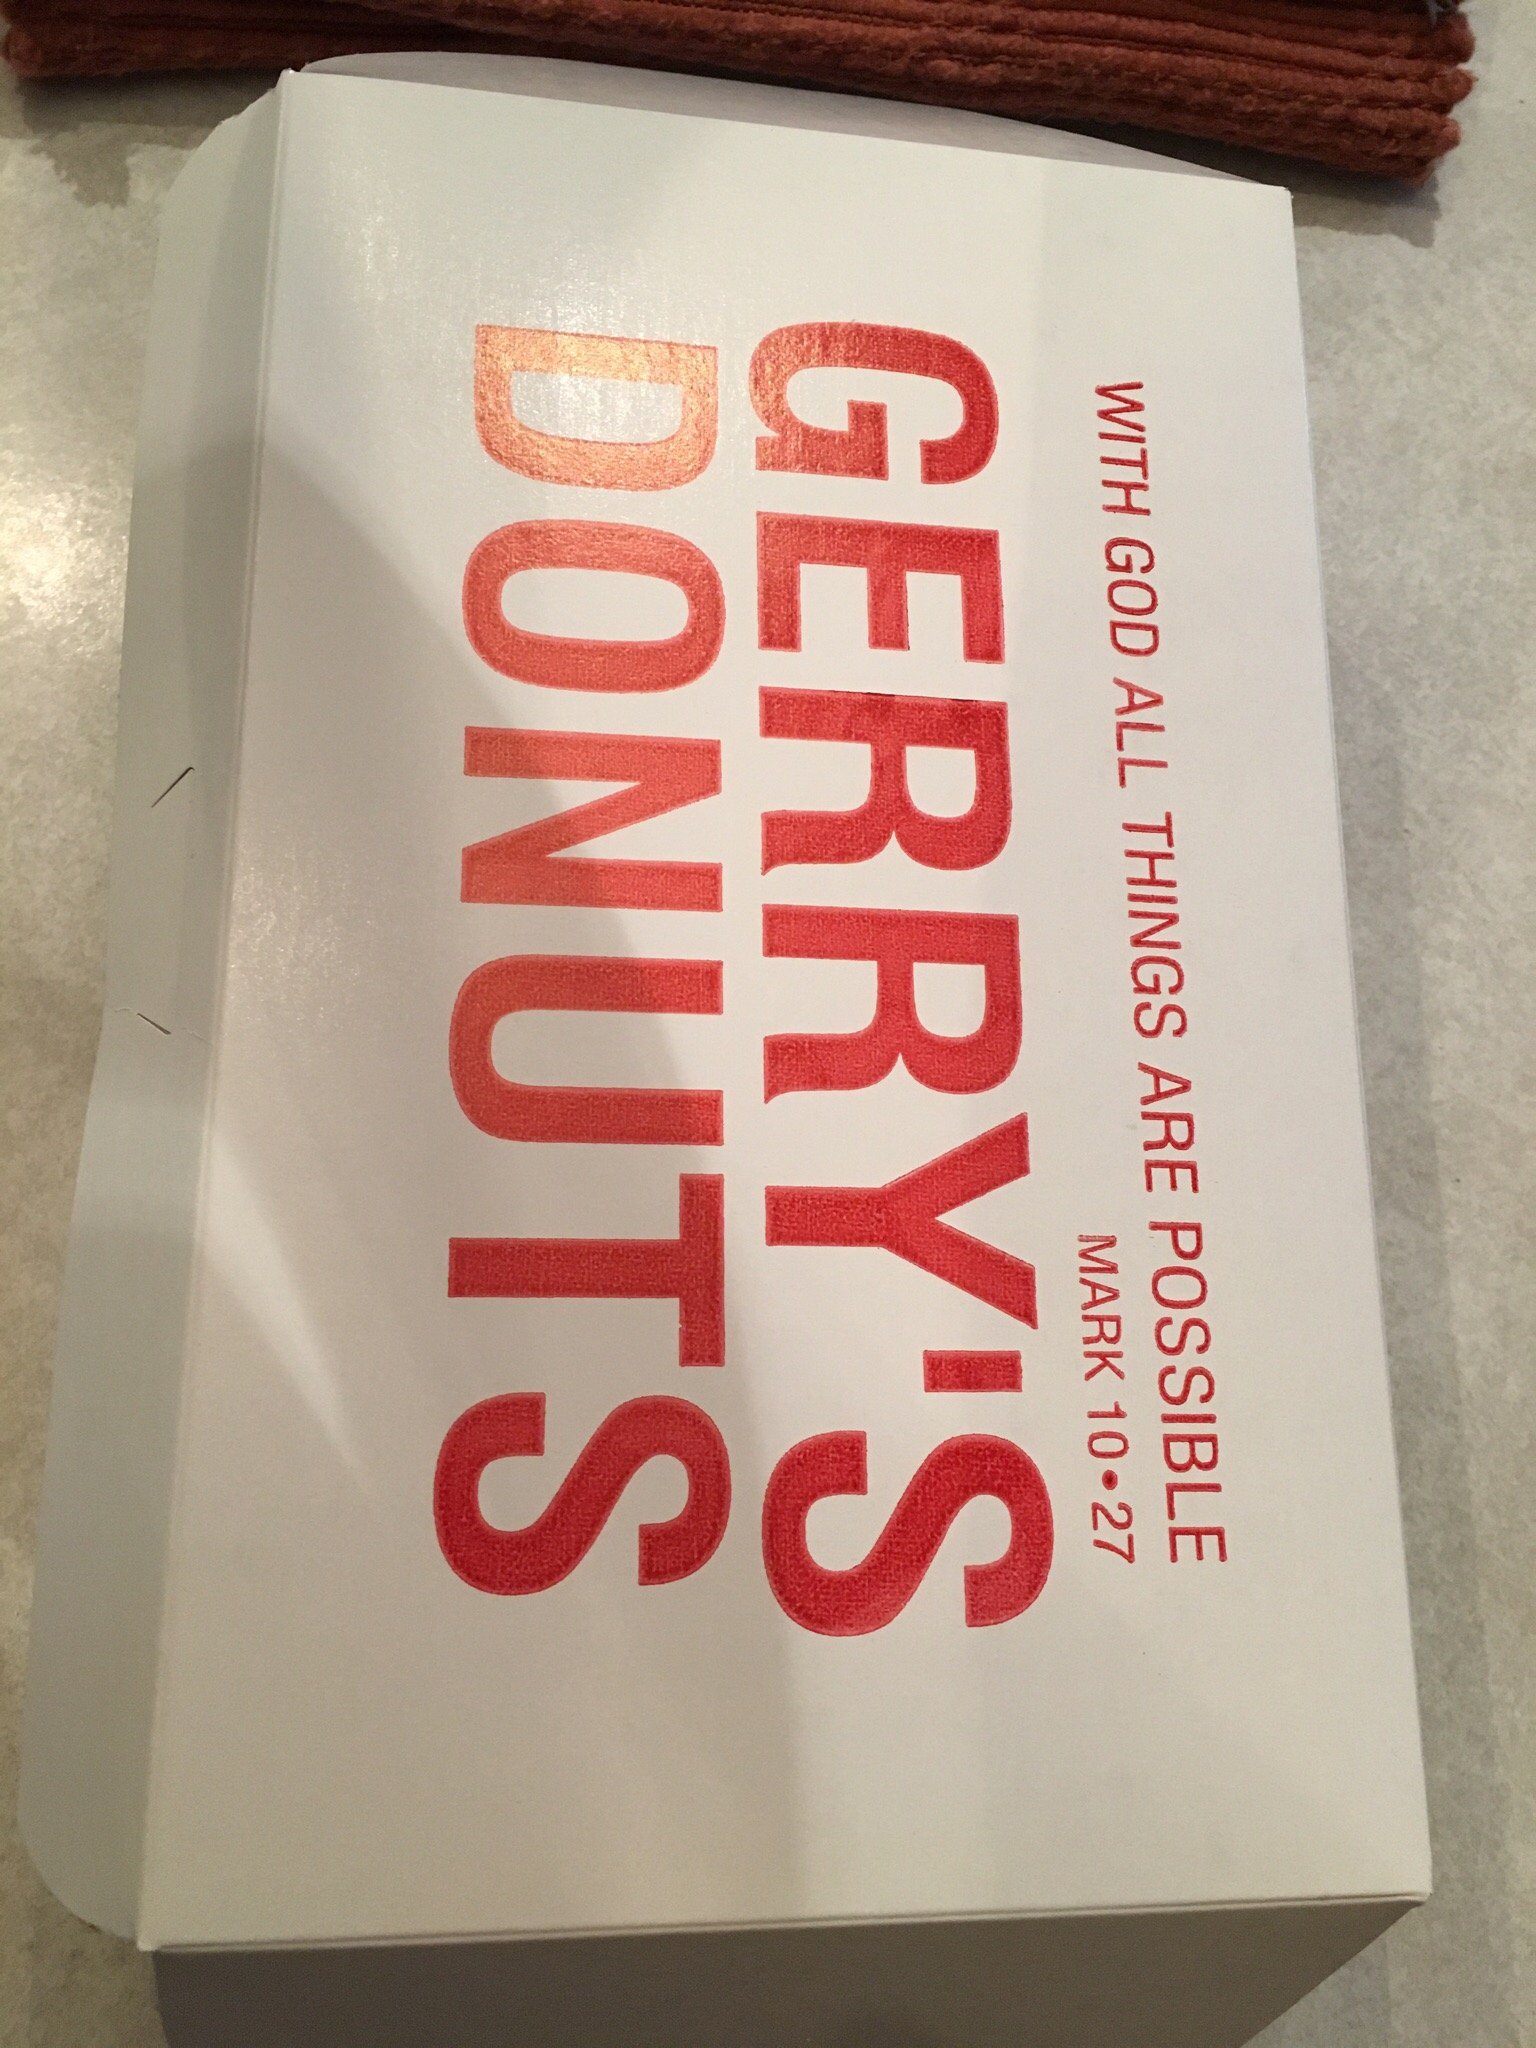 WITH GOD ALL THINGS ARE POSSIBLE
MARK 10•27
GERRY'S
DONUTS